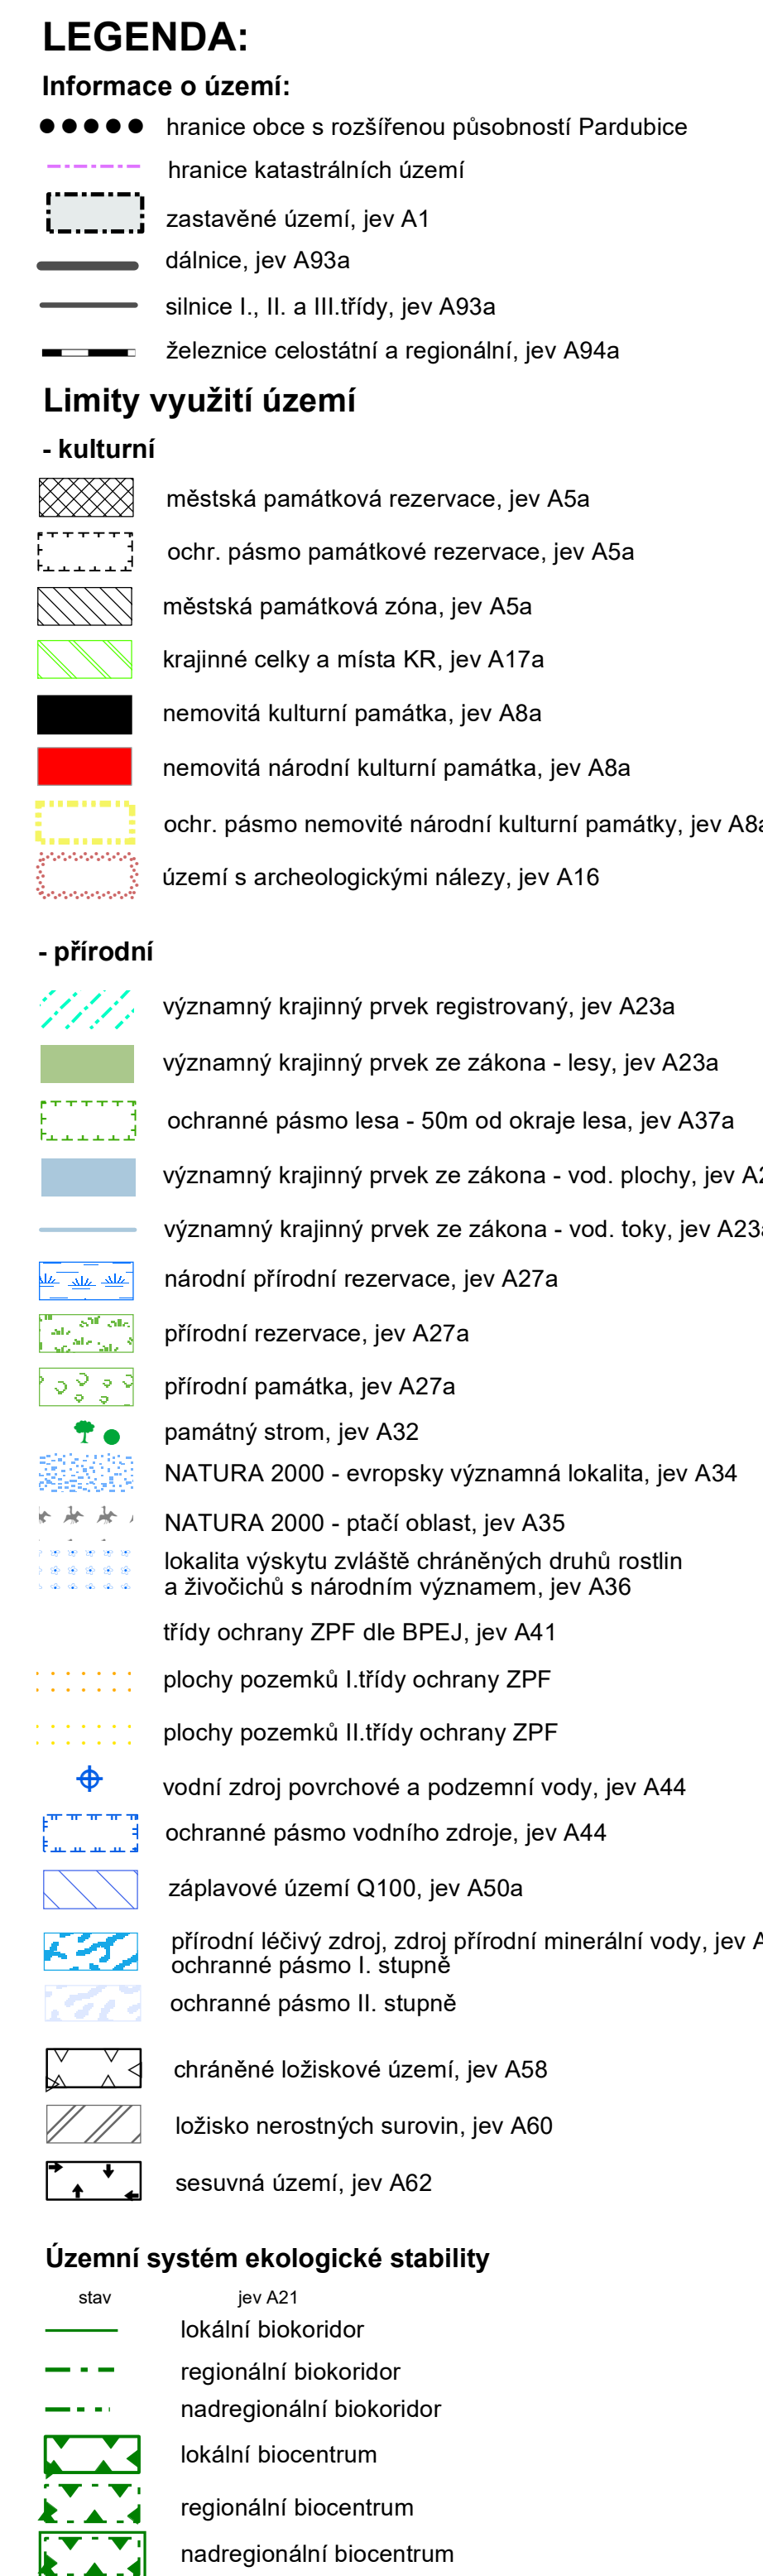 LEGENDA:
Informace o území:
hranice obce s rozšířenou působností Pardubice
hranice katastrálních území
zastavěné území, jev A1
dálnice, jev A93a
silnice I., II. a III.třídy, jev A93a
železnice celostátní a regionální, jev A94a
Limity využití území
- kulturní
městská památková rezervace, jev A5a
ochr. pásmo památkové rezervace, jev A5a
městská památková zóna, jev A5a
krajinné celky a místa KR, jev A17a
nemovitá kulturní památka, jev A8a
nemovitá národní kulturní památka, jev A8a
ochr. pásmo nemovité národní kulturní památky, jev A8a
území s archeologickými nálezy, jev A16
- přírodní
významný krajinný prvek registrovaný, jev A23a
významný krajinný prvek ze zákona - lesy, jev A23a
ochranné pásmo lesa - 50m od okraje lesa, jev A37a
významný krajinný prvek ze zákona - vod. plochy, jev
významný krajinný prvek ze zákona - vod. toky, jev A23a
národní přírodní rezervace, jev A27a
přírodní rezervace, jev A27a
přírodní památka, jev A27a
památný strom, jev A32
NATURA 2000 - evropsky významná lokalita, jev A34
NATURA 2000 - ptačí oblast, jev A35
lokalita výskytu zvláště chráněných druhů rostlin
a živočichů s národním významem, jev A36
třídy ochrany ZPF dle BPEJ, jev A41
plochy pozemků I.třídy ochrany ZPF
plochy pozemků II.třídy ochrany ZPF
vodní zdroj povrchové a podzemní vody, jev A44
ochranné pásmo vodního zdroje, jev A44
záplavové území Q100, jev A50a
přírodní léčivý zdroj, zdroj přírodní minerální vody, jev
ochranné pásmo I. stupně
ochranné pásmo II. stupně
chráněné ložiskové území, jev A58
ložisko nerostných surovin, jev A60
sesuvná území, jev A62
Územní systém ekologické stability
stav jev A21
lokální biokoridor
regionální biokoridor
nadregionální biokoridor
lokální biocentrum
regionální biocentrum
nadregionální biocentrum